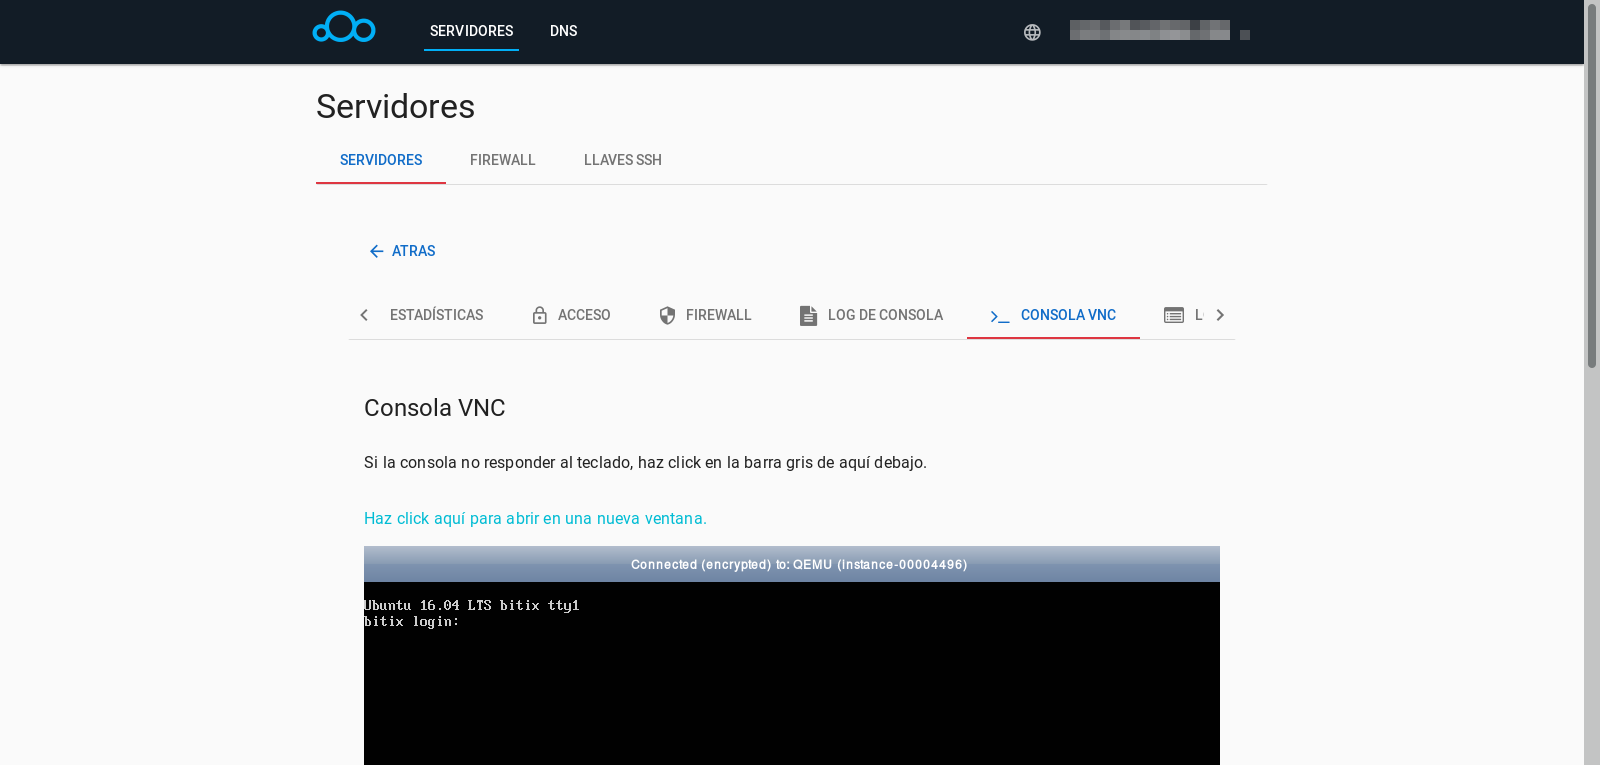 SERVIDORES DNS
Servidores
SERVIDORES FIREWALL LLAVES SSH
ATRAS
ESTADÍSTICAS ACCESO FIREWALL LOG DE CONSOLA CONSOLA VNC
Consola VNC
Si la consola no responder al teclado, haz click en la barra gris de aquí debajo.
Haz click aquí para abrir en una nueva ventana.
Connected (encrypted) to: QEMU (instance-00004496)
Ubuntu 16.04 LTS bitix tty1
bitix login: